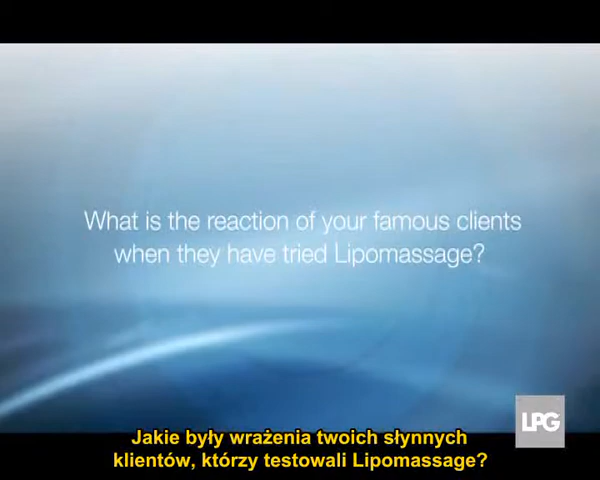 What is the reaction of your famous clients
when they have tried Lipomassage?
LPG
Jakie były wrażenia twoich słynnych
klientów, którzy testowali Lipomassage?